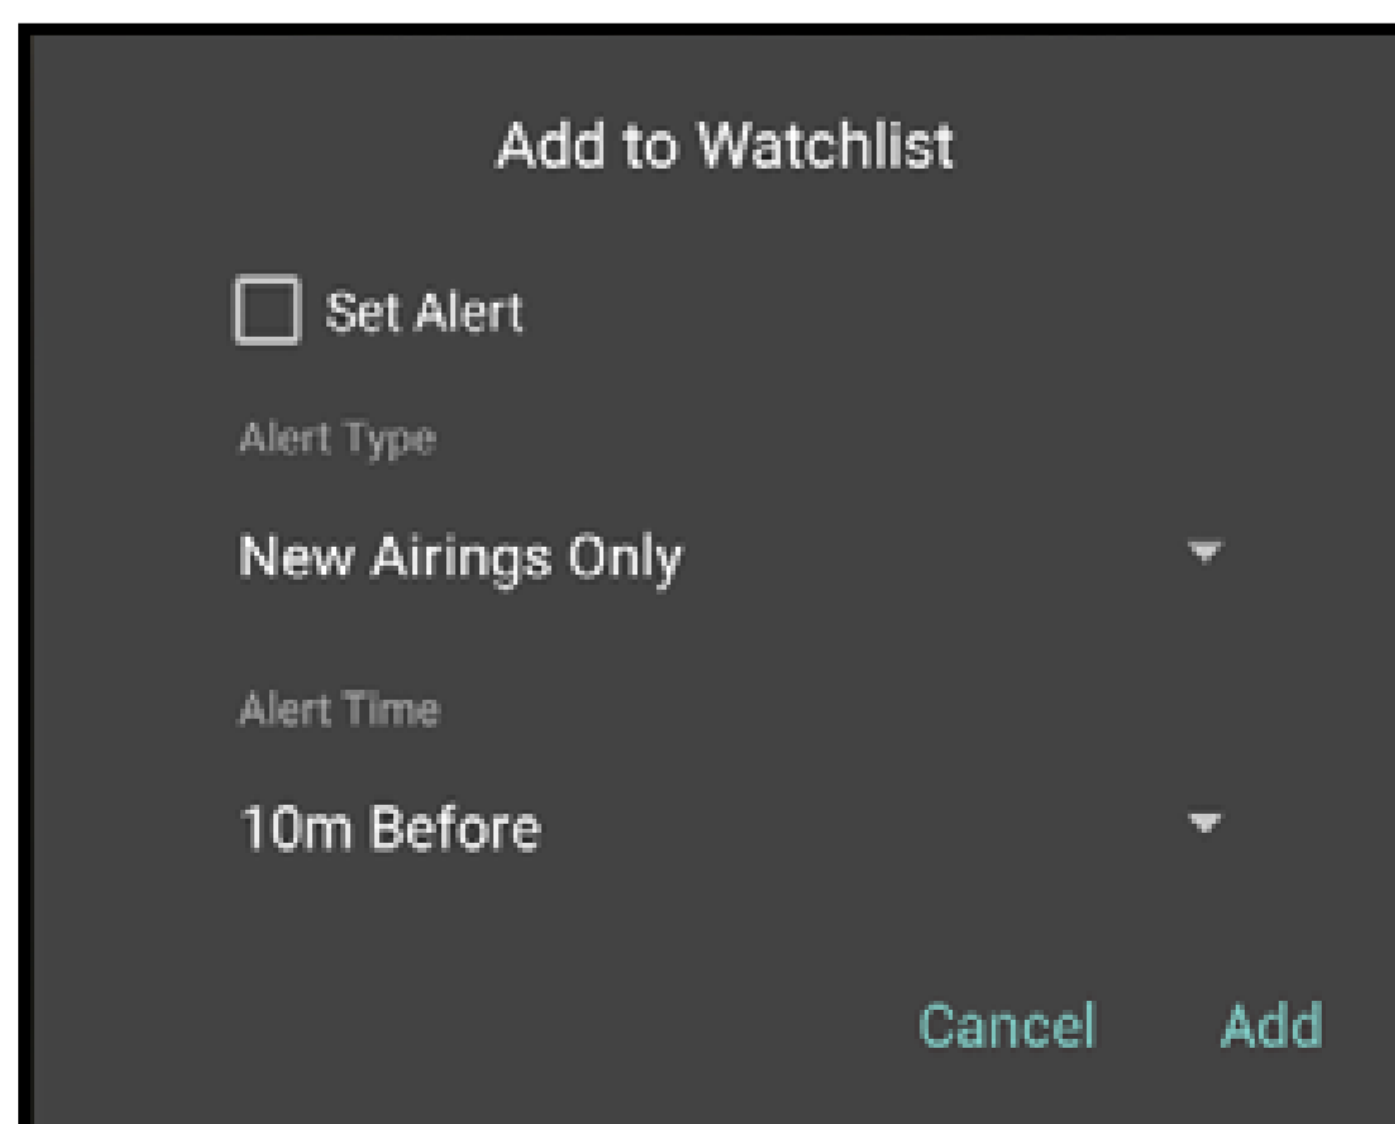 Add to Watchlist
Set Alert
Alert Type
New Airings Only
Alert Time
10m Before
Cancel Add